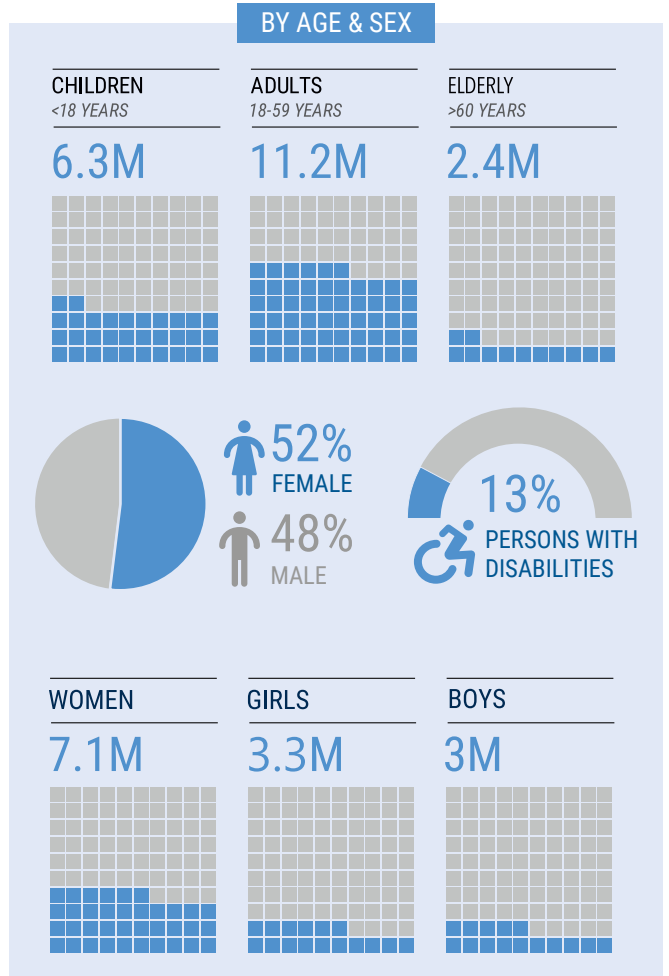 BY AGE & SEX
CHILDREN
<18 YEARS
6.3M
ADULTS
18-59 YEARS
11.2M
ELERLY
>60 YEARS
2.4M
52%
FEMALE
48%
MALE
13%
PERSONS WITH
DISABILITIES
WOMEN
7.1M
GIRLS
3.3M
BOYS
3M